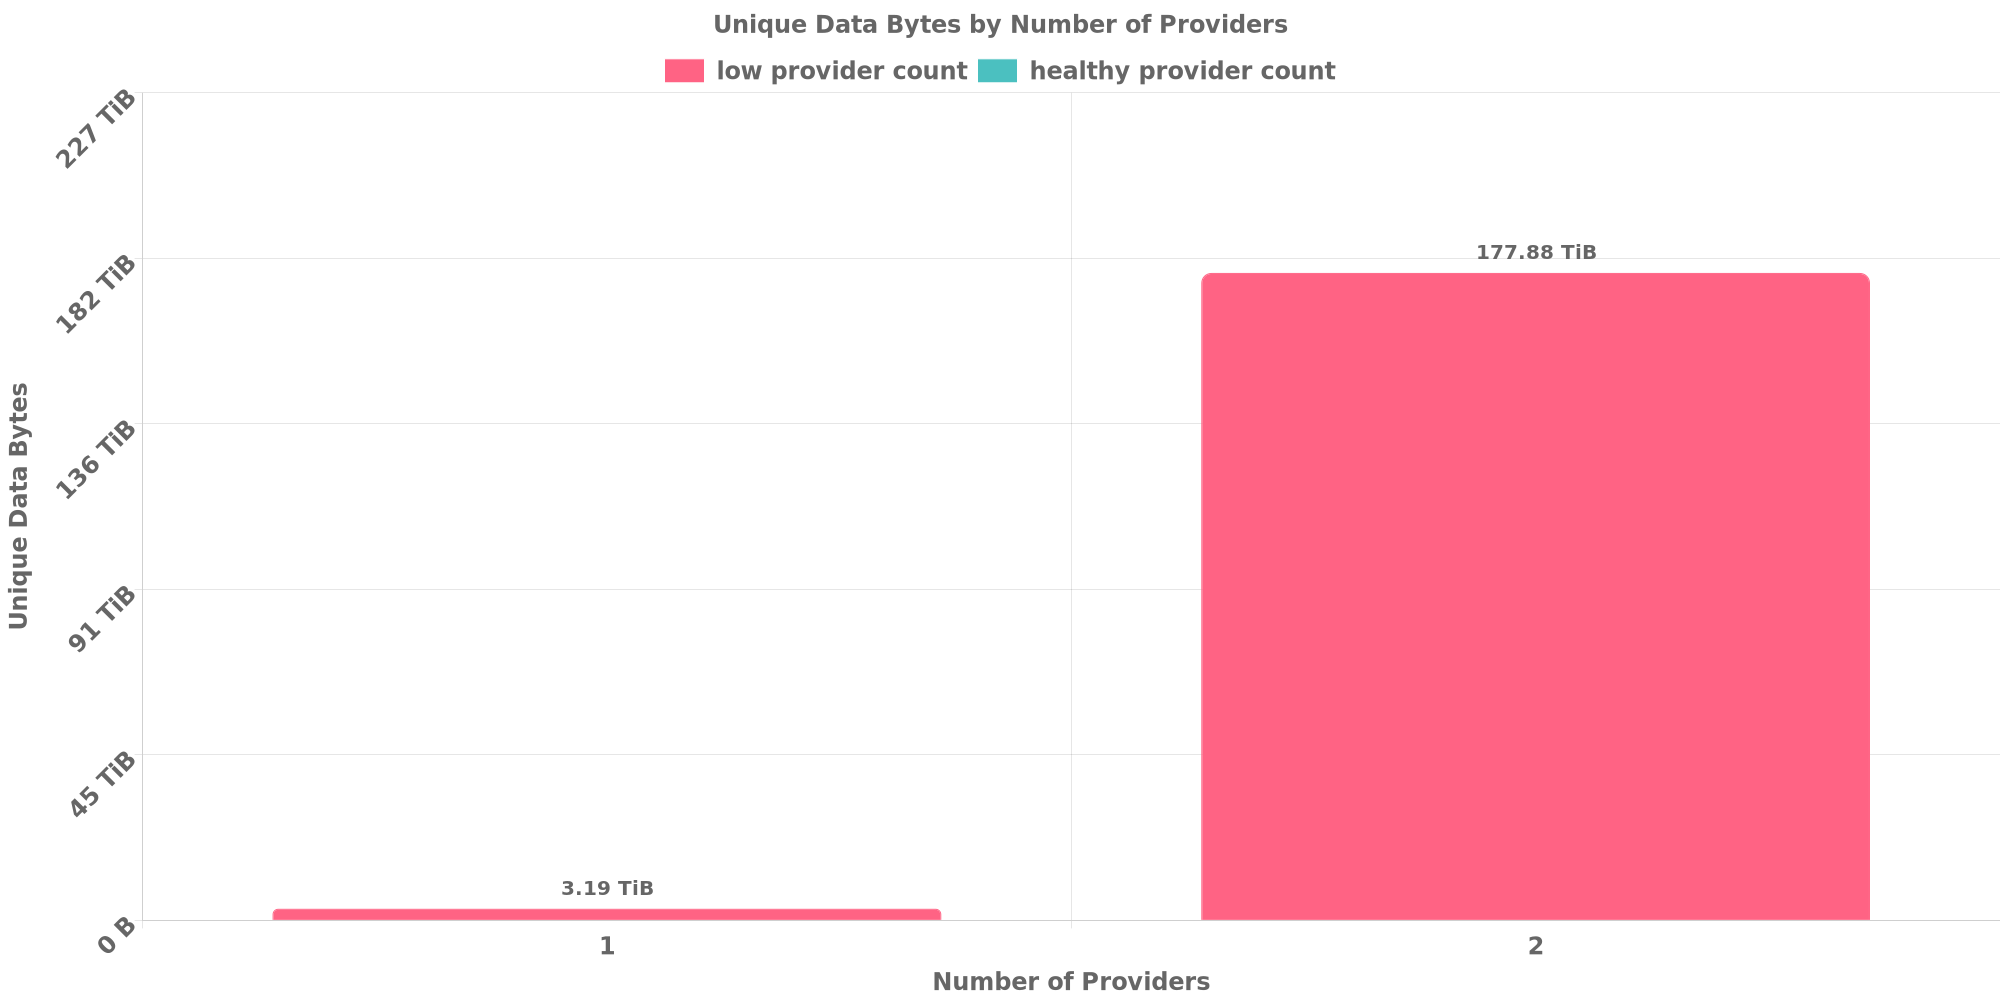 Unique Data Bytes by Number of Providers
low provider count
healthy provider count
227 TiB
182 TiB
136 TiB
91 TiB
45 TiB
0 B
Unique Data Bytes
3.19 TiB
177.88 TiB
1
2
Number of Providers